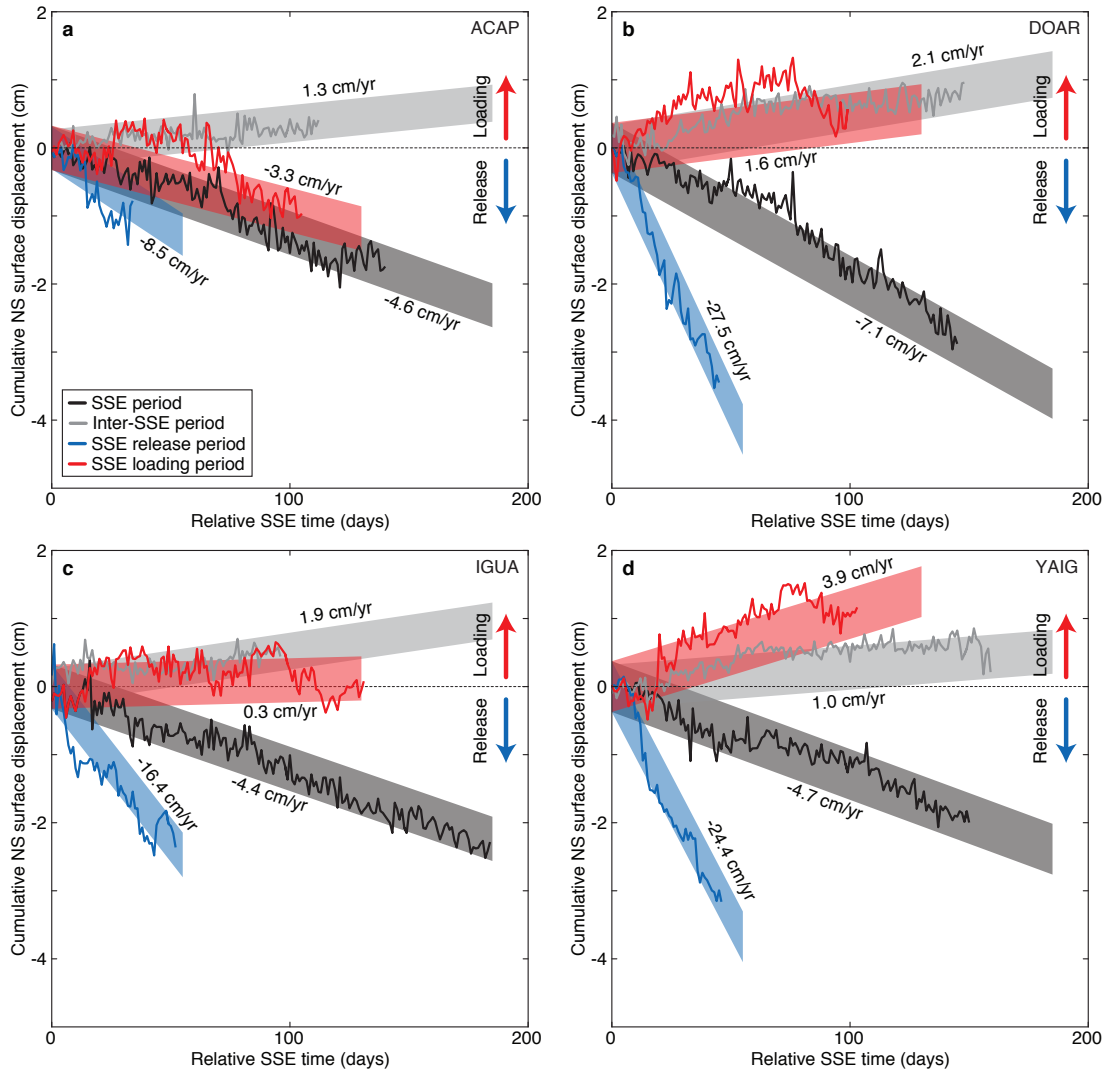 a
ACAP
2
0
-2
-4
Cumulative NS surface displacement (cm)
1.3 cm/yr
-3.3 cm/yr
-8.5 cm/yr
-4.6 cm/yr
Loading
Release
SSE period
Inter-SSE period
SSE release period
SSE loading period
0
100
200
Relative SSE time (days)
b
DOAR
2
0
-2
-4
Cumulative NS surface displacement (cm)
2.1 cm/yr
1.6 cm/yr
-27.5 cm/yr
-7.1 cm/yr
Loading
Release
0
100
200
Relative SSE time (days)
c
IGUA
2
0
-2
-4
Cumulative NS surface displacement (cm)
1.9 cm/yr
0.3 cm/yr
-16.4 cm/yr
-4.4 cm/yr
Loading
Release
0
100
200
Relative SSE time (days)
d
YAIG
2
0
-2
-4
Cumulative NS surface displacement (cm)
3.9 cm/yr
1.0 cm/yr
-4.7 cm/yr
-24.4 cm/yr
Loading
Release
0
100
200
Relative SSE time (days)